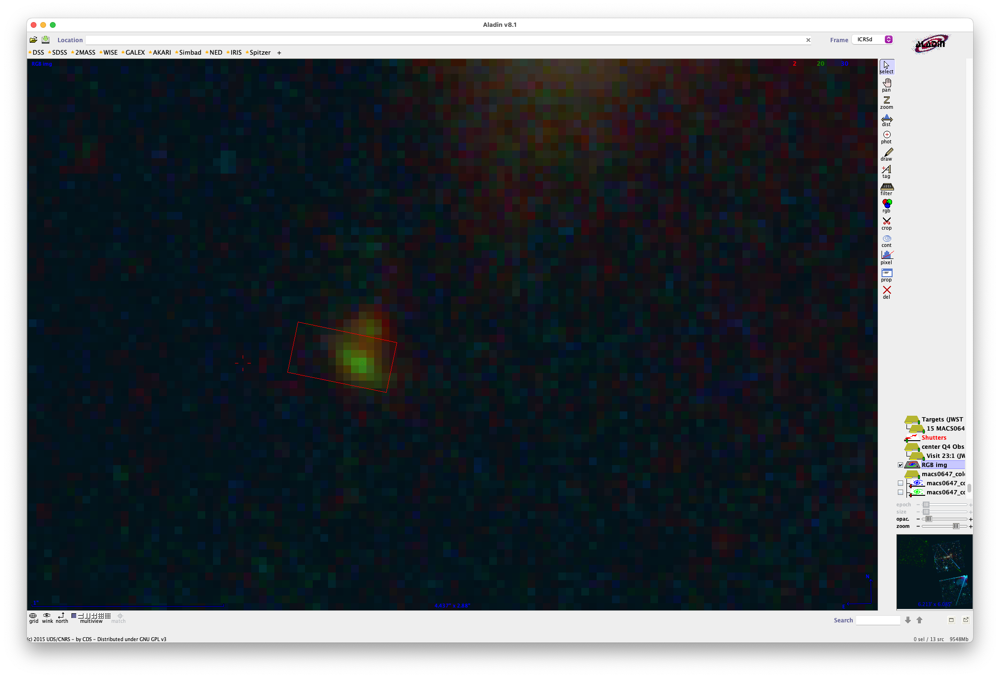 Aladin v8.1
Location
Frame ICRSd
DSS SDSS 2MASS WISE GALEX AKARI Simbad NED IRIS Spitzer +
ALADIN
RGB img
2 20 30
select
pan
zoom
dist
phot
draw
tag
filter
rgb
crop
cont
pixel
prop
del
Targets (JWST
15 MACS064
Shutters
center Q4 Obs
Visit 23:1 (JW
RGB img
macs0647_col
macs0647_cc
macs0647_cc
epoch - +
size - +
opac. - +
zoom - +
N
E
1"
4.437" x 2.88"
grid wink north multiview match
Search
(c) 2015 UDS/CNRS - by CDS - Distributed under GNU GPL v3
0 sel / 13 src 9548Mb